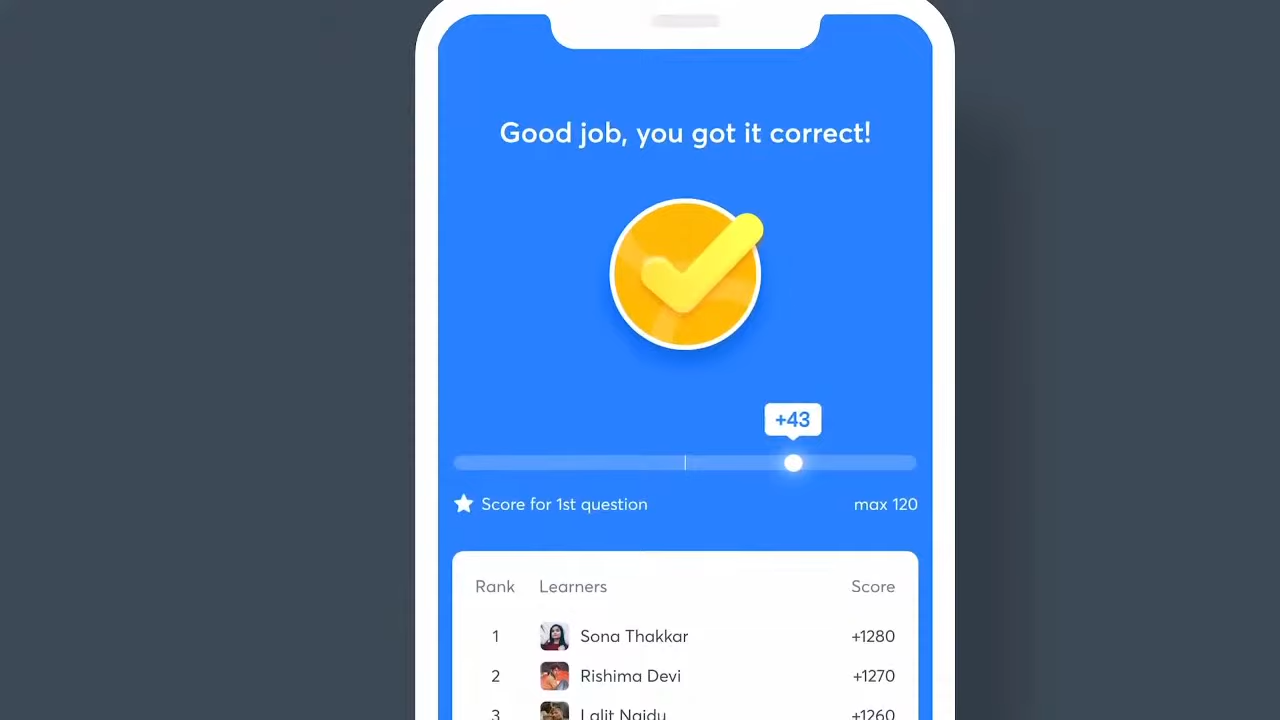 Good job, you got it correct!
+43
Score for 1st question max 120
Rank Learners Score
1 Sona Thakkar +1280
2 Rishima Devi +1270
3 Lalit Naidu +1260